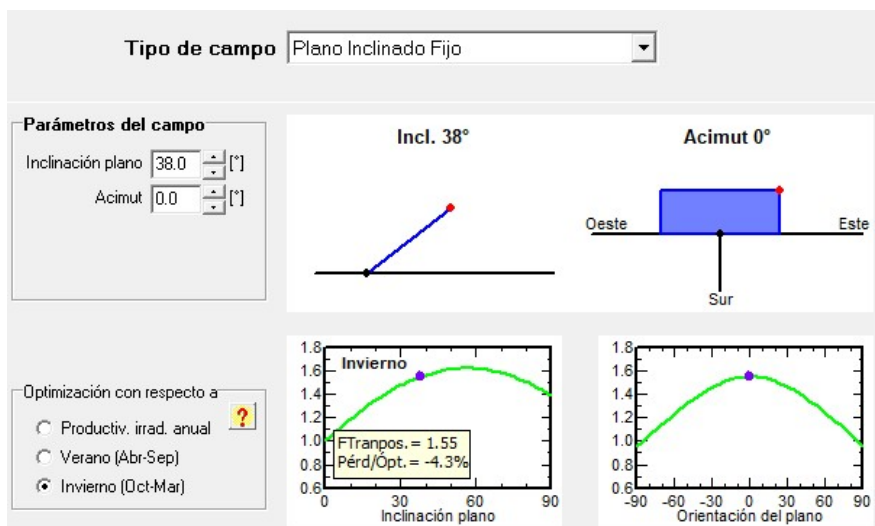 Tipo de campo Plano Inclinado Fijo
Parámetros del campo
Inclinación plano 38.0 [°]
Acimut 0.0 [°]
Incl. 38°
Acimut 0°
Oeste Este
Sur
Optimización con respecto a
?
Productiv. irrad. anual
Verano (Abr-Sep)
Invierno (Oct-Mar)
1.8
1.6
1.4
1.2
1.0
0.8
0.6
Invierno
FTranpos.= 1.55
Pérd/Ópt.= -4.3%
0 30 60 90
Inclinación plano
1.8
1.6
1.4
1.2
1.0
0.8
0.6
-90 -60 -30 0 30 60 90
Orientación del plano